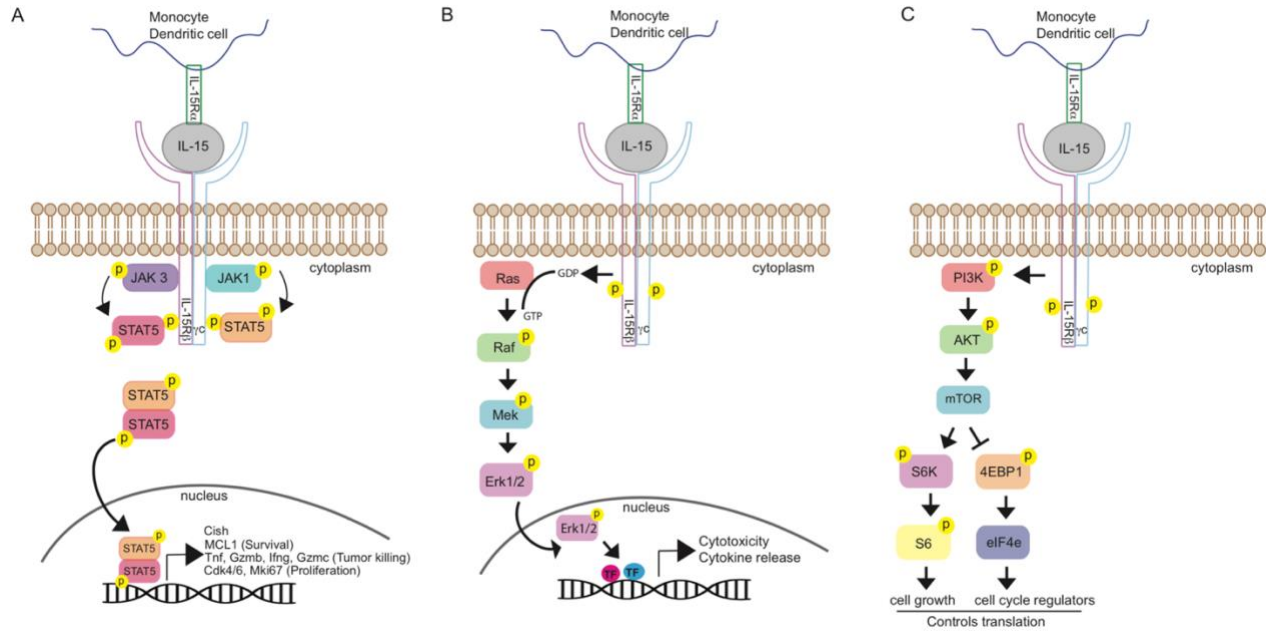 A
Monocyte
Dendritic cell
IL-15Rα
IL-15
cytoplasm
p
JAK 3
JAK1
p
STAT5
p
p
p
STAT5
p
IL-15Rβ
γc
STAT5
p
STAT5
p
nucleus
STAT5
p
STAT5
p
Cish
MCL1 (Survival)
Tnf, Gzmb, Ifng, Gzmc (Tumor killing)
Cdk4/6, Mki67 (Proliferation)
B
Monocyte
Dendritic cell
IL-15Rα
IL-15
cytoplasm
Ras
GDP
GTP
p
p
IL-15Rβ
γc
Raf
p
Mek
p
Erk1/2
p
nucleus
Erk1/2
p
TF
TF
Cytotoxicity
Cytokine release
C
Monocyte
Dendritic cell
IL-15Rα
IL-15
cytoplasm
PI3K
p
p
p
IL-15Rβ
γc
AKT
p
mTOR
p
S6K
4EBP1
p
S6
p
eIF4e
cell growth
cell cycle regulators
Controls translation